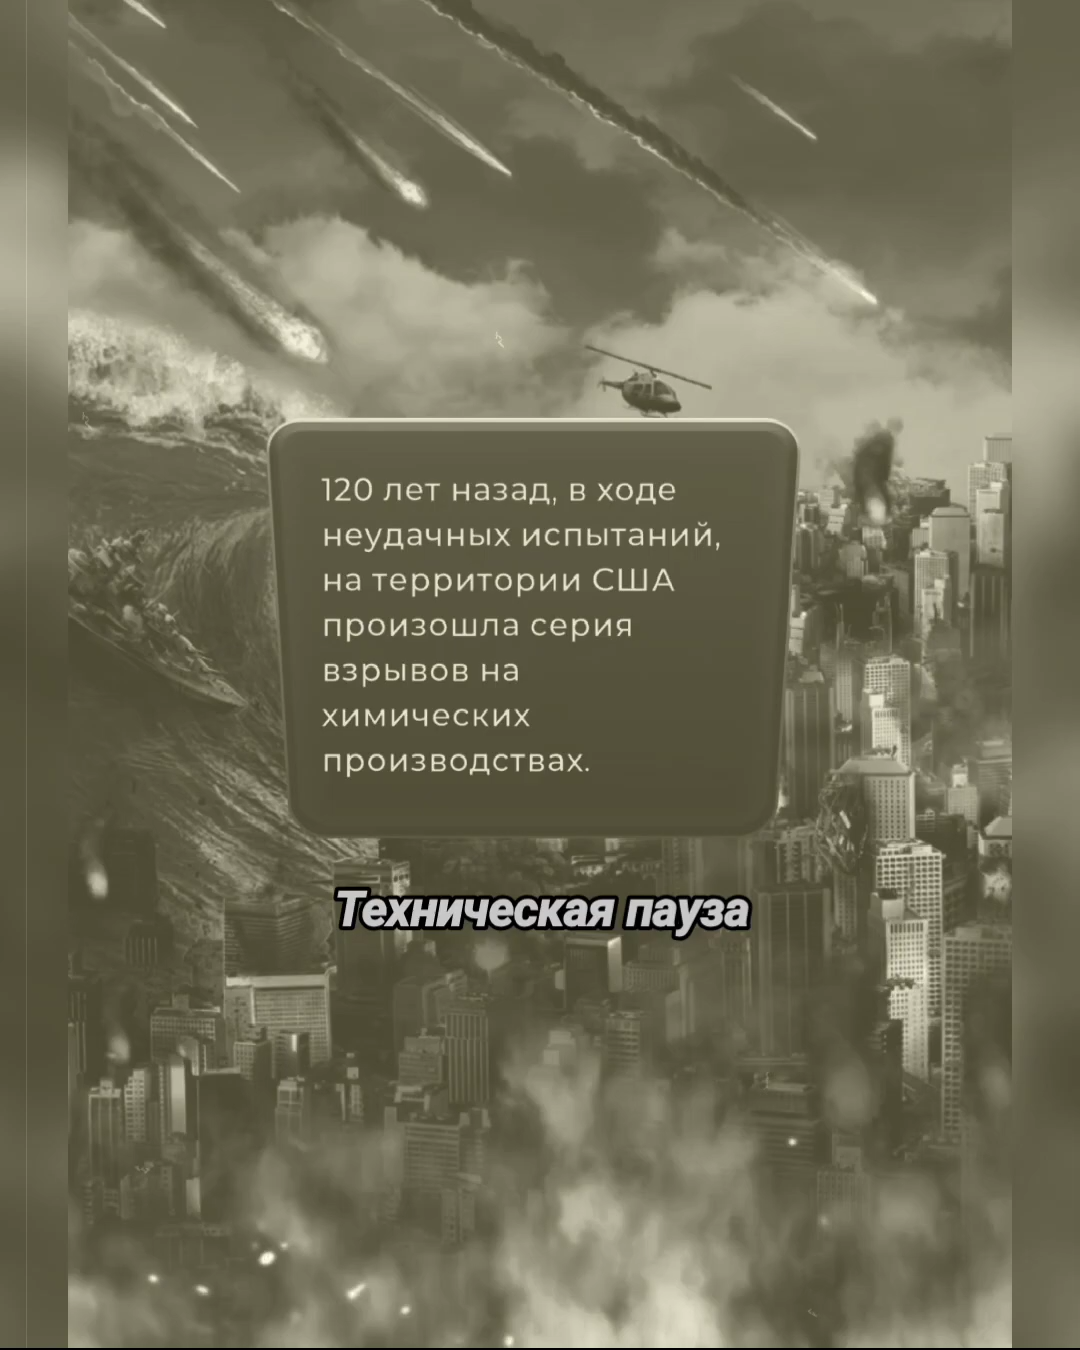 120 лет назад, в ходе
неудачных испытаний,
на территории США
произошла серия
взрывов на
химических
производствах.
Техническая пауза